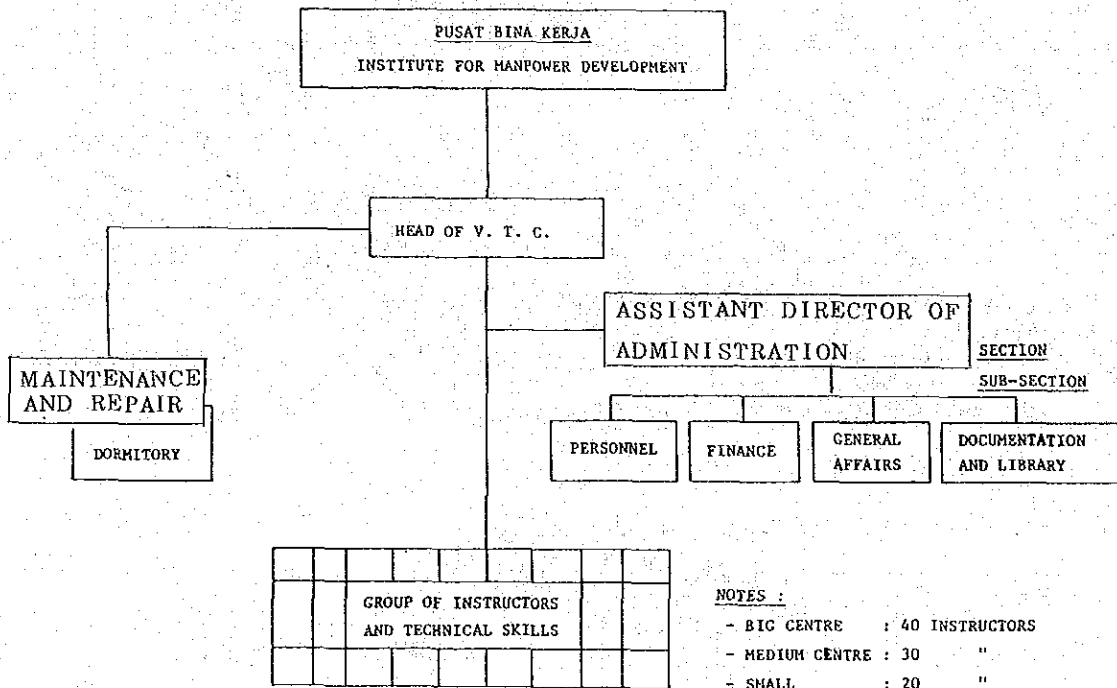 PUSAT BINA KERJA
INSTITUTE FOR MANPOWER DEVELOPMENT
HEAD OF V. T. C.
ASSISTANT DIRECTOR OF
ADMINISTRATION
SECTION
SUB-SECTION
MAINTENANCE
AND REPAIR
DORMITORY
PERSONNEL
FINANCE
GENERAL
AFFAIRS
DOCUMENTATION
AND LIBRARY
GROUP OF INSTRUCTORS
AND TECHNICAL SKILLS
NOTES :
- BIG CENTRE : 40 INSTRUCTORS
- MEDIUM CENTRE : 30 "
- SMALL : 20 "